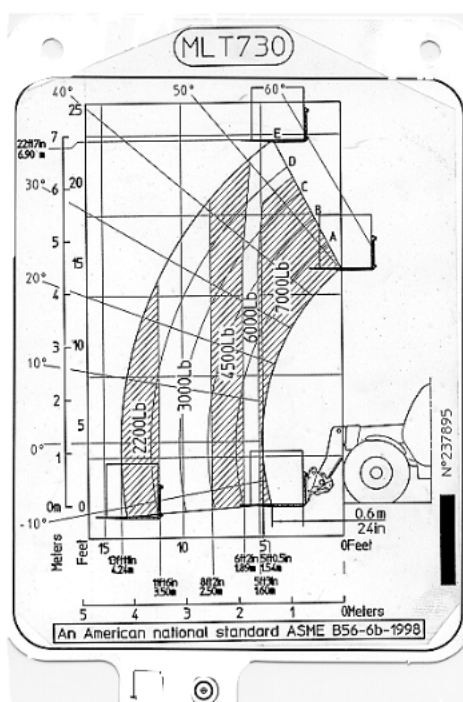 MLT730
40°
50°
60°
25
E
7
22ft7in
6.90 m
D
30°
6
20
C
B
5
A
15
20°
4
7000Lb
6000Lb
4500Lb
3
10
3000Lb
10°
2
2200Lb
5
0°
1
0m
0
-10°
0.6m
24in
15
10
5
0Feet
Meters
Feet
13ft11in
4.24m
11ft6in
3.50m
8ft2in
2.50m
6ft2in
1.89m
5ft0.5in
1.54m
5ft3in
1.60m
5
4
3
2
1
0Meters
An American national standard ASME B56-6b-1998
N°237895